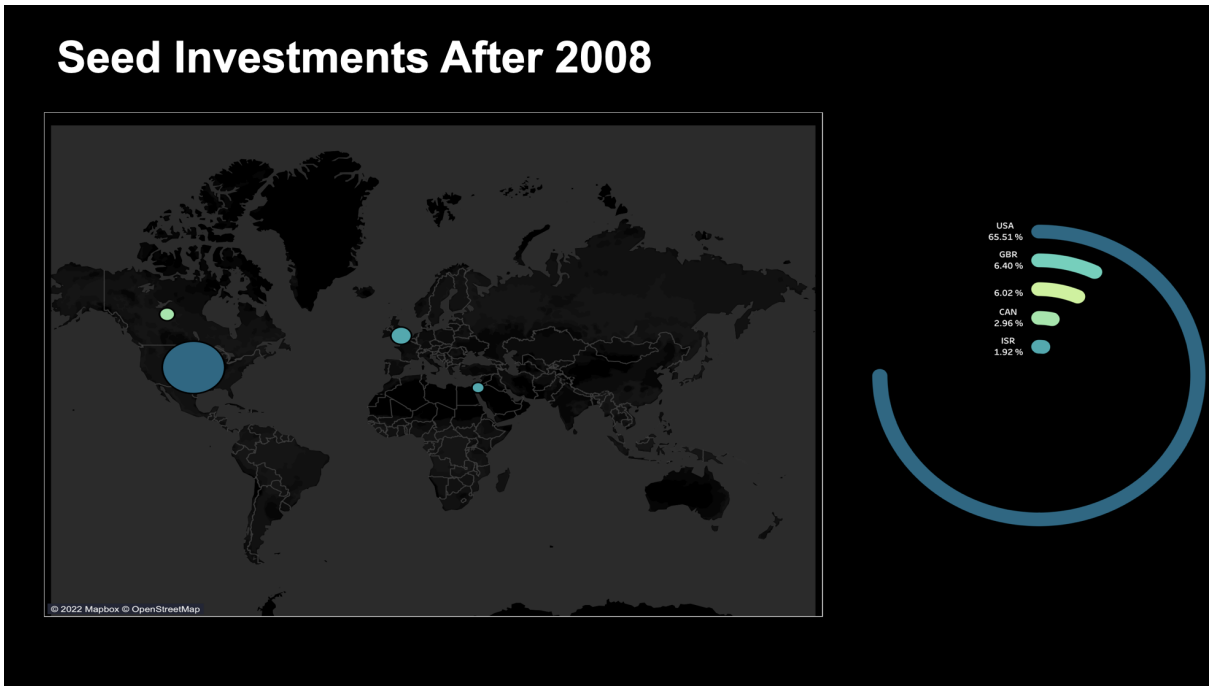 Seed Investments After 2008
USA
65.51 %
GBR
6.40 %
6.02 %
CAN
2.96 %
ISR
1.92 %
© 2022 Mapbox © OpenStreetMap